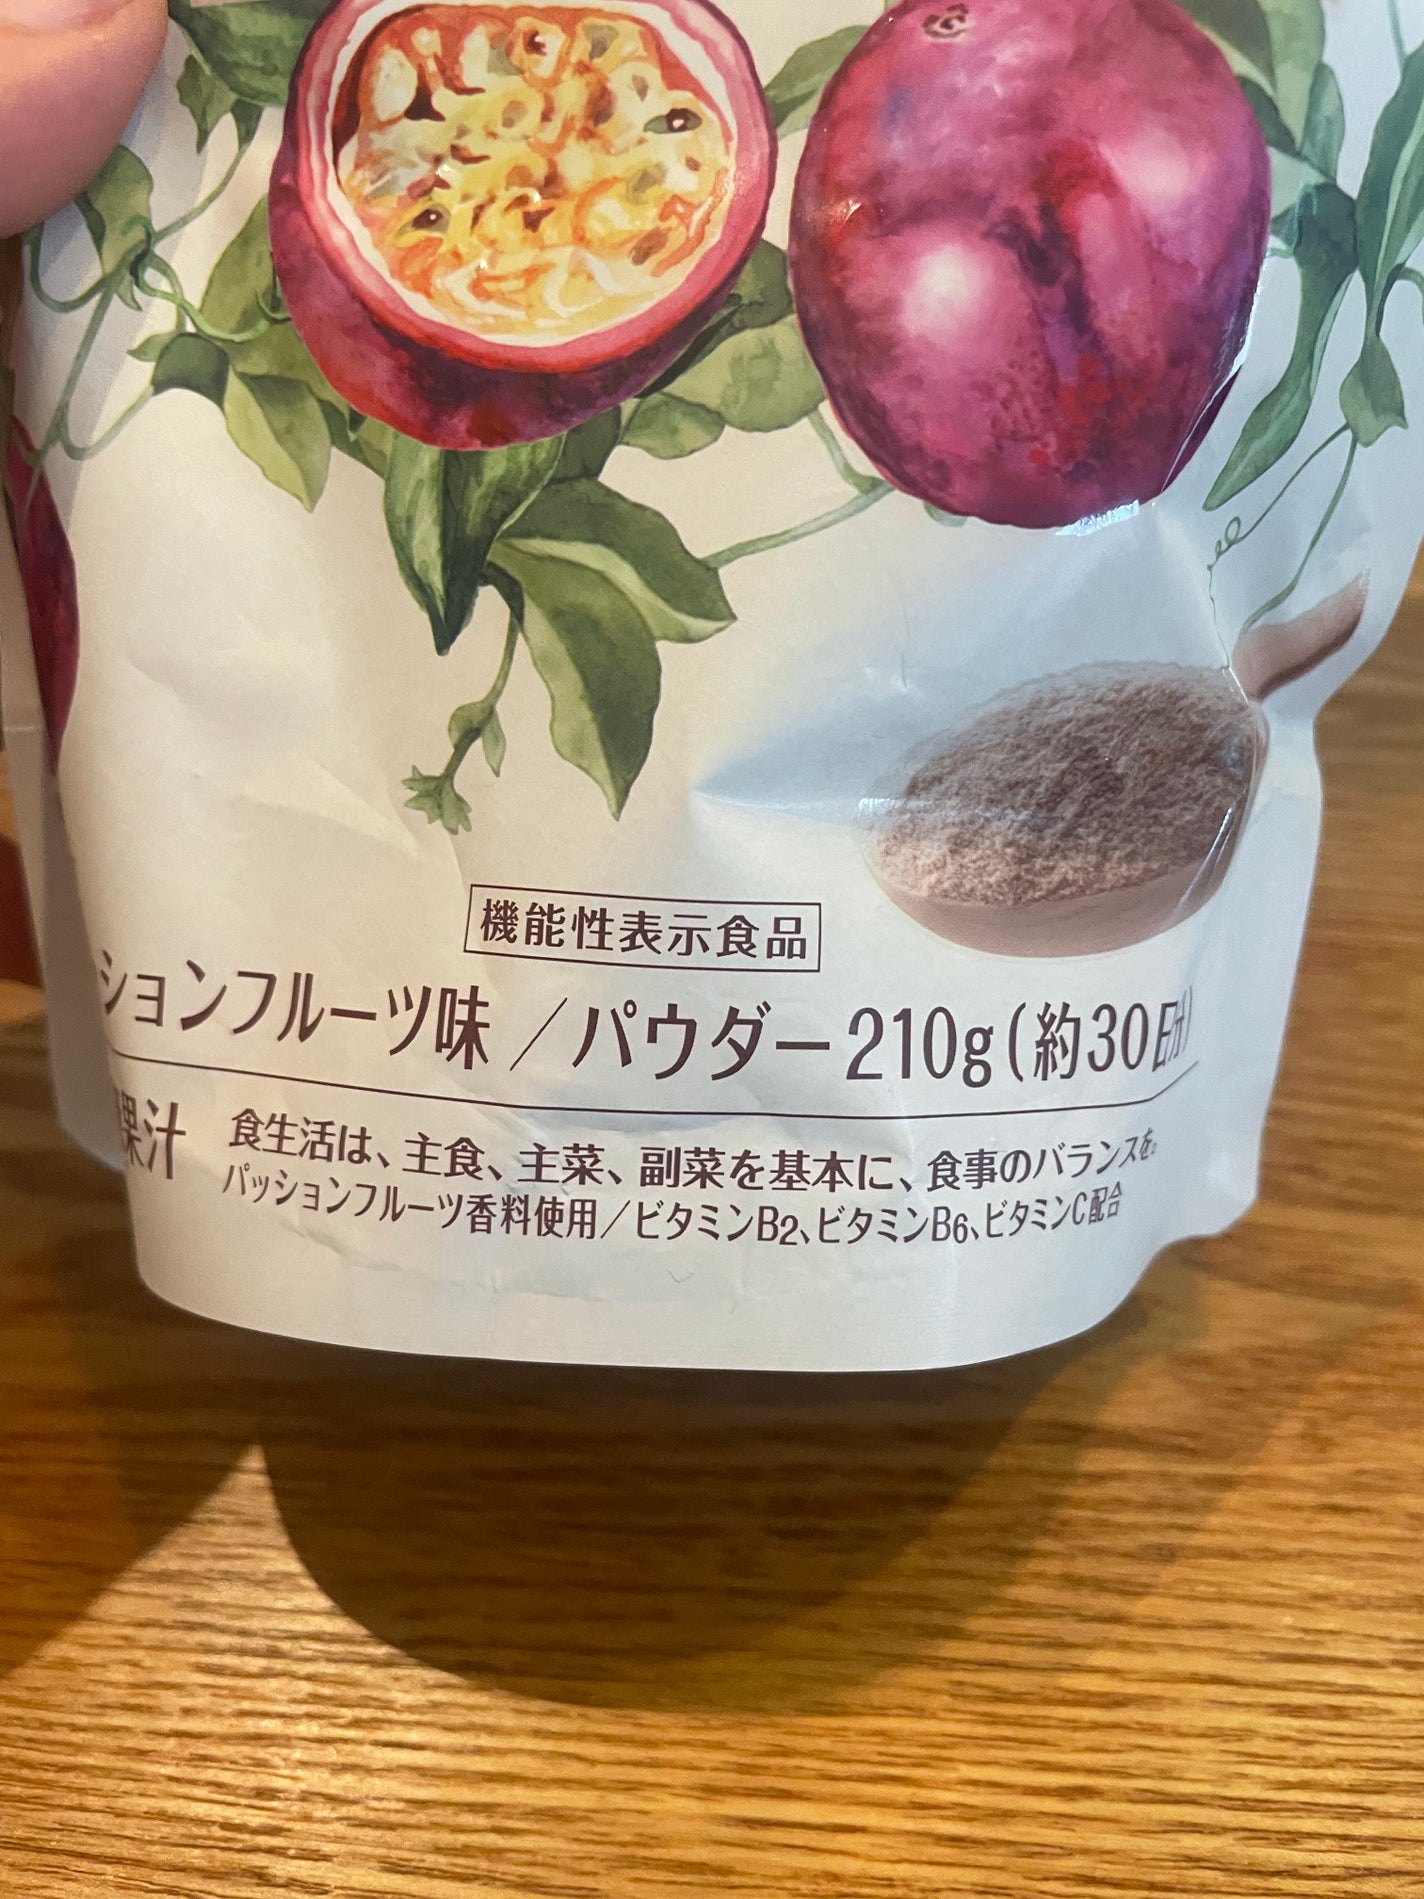 機能性表示食品
ションフルーツ味／パウダー210g(約30日分)
果汁
食生活は、主食、主菜、副菜を基本に、食事のバランスを。
パッションフルーツ香料使用／ビタミンB2、ビタミンB6、ビタミンC配合